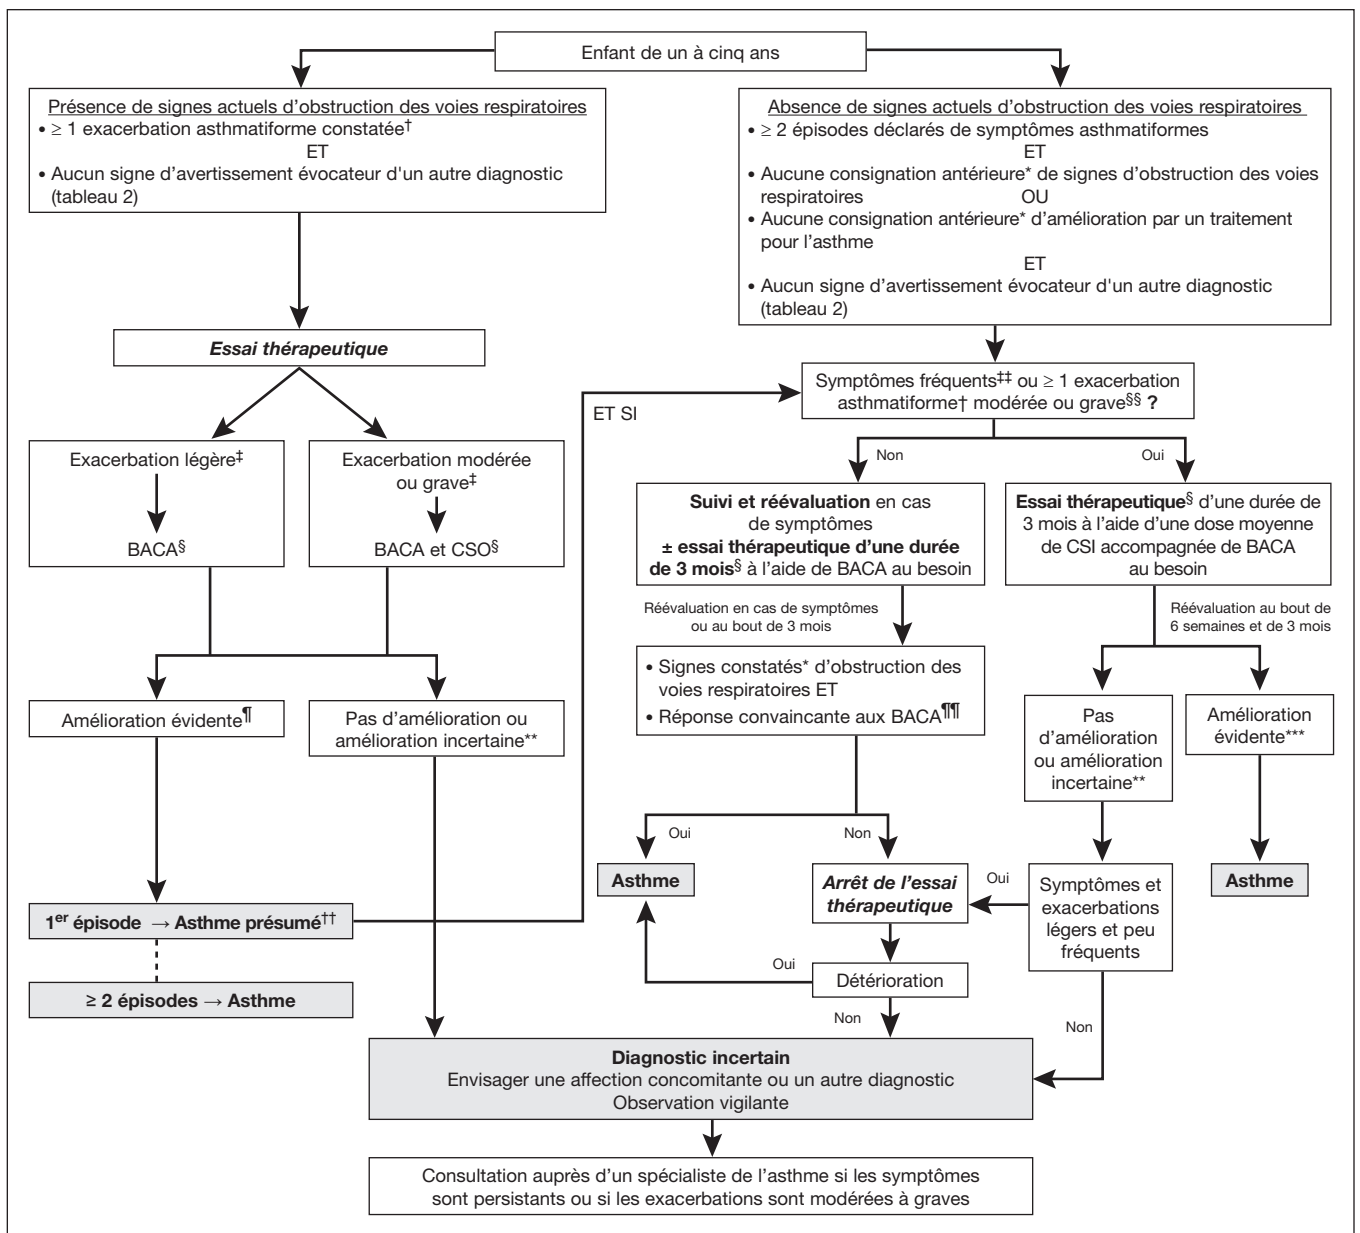 Enfant de un à cinq ans
Présence de signes actuels d’obstruction des voies respiratoires
• ≥ 1 exacerbation asthmatiforme constatée†
ET
• Aucun signe d’avertissement évocateur d'un autre diagnostic
(tableau 2)
Absence de signes actuels d’obstruction des voies respiratoires
• ≥ 2 épisodes déclarés de symptômes asthmatiformes
ET
• Aucune consignation antérieure* de signes d’obstruction des voies
respiratoires OU
• Aucune consignation antérieure* d’amélioration par un traitement
pour l’asthme
ET
• Aucun signe d’avertissement évocateur d'un autre diagnostic
(tableau 2)
Essai thérapeutique
Exacerbation légère‡
BACA§
Exacerbation modérée
ou grave‡
BACA et CSO§
Amélioration évidente¶
Pas d’amélioration ou
amélioration incertaine**
1er épisode → Asthme présumé††
≥ 2 épisodes → Asthme
ET SI
Symptômes fréquents‡‡ ou ≥ 1 exacerbation
asthmatiforme† modérée ou grave§§ ?
Non
Oui
Suivi et réévaluation en cas
de symptômes
± essai thérapeutique d’une durée
de 3 mois§ à l’aide de BACA au besoin
Essai thérapeutique§ d’une durée de
3 mois à l’aide d’une dose moyenne
de CSI accompagnée de BACA
au besoin
Réévaluation en cas de symptômes
ou au bout de 3 mois
Réévaluation au bout de
6 semaines et de 3 mois
• Signes constatés* d’obstruction des
voies respiratoires ET
• Réponse convaincante aux BACA¶¶
Pas
d’amélioration
ou amélioration
incertaine**
Amélioration
évidente***
Oui
Non
Asthme
Arrêt de l’essai
thérapeutique
Oui
Symptômes et
exacerbations
légers et peu
fréquents
Asthme
Oui
Détérioration
Non
Non
Diagnostic incertain
Envisager une affection concomitante ou un autre diagnostic
Observation vigilante
Consultation auprès d’un spécialiste de l’asthme si les symptômes
sont persistants ou si les exacerbations sont modérées à graves